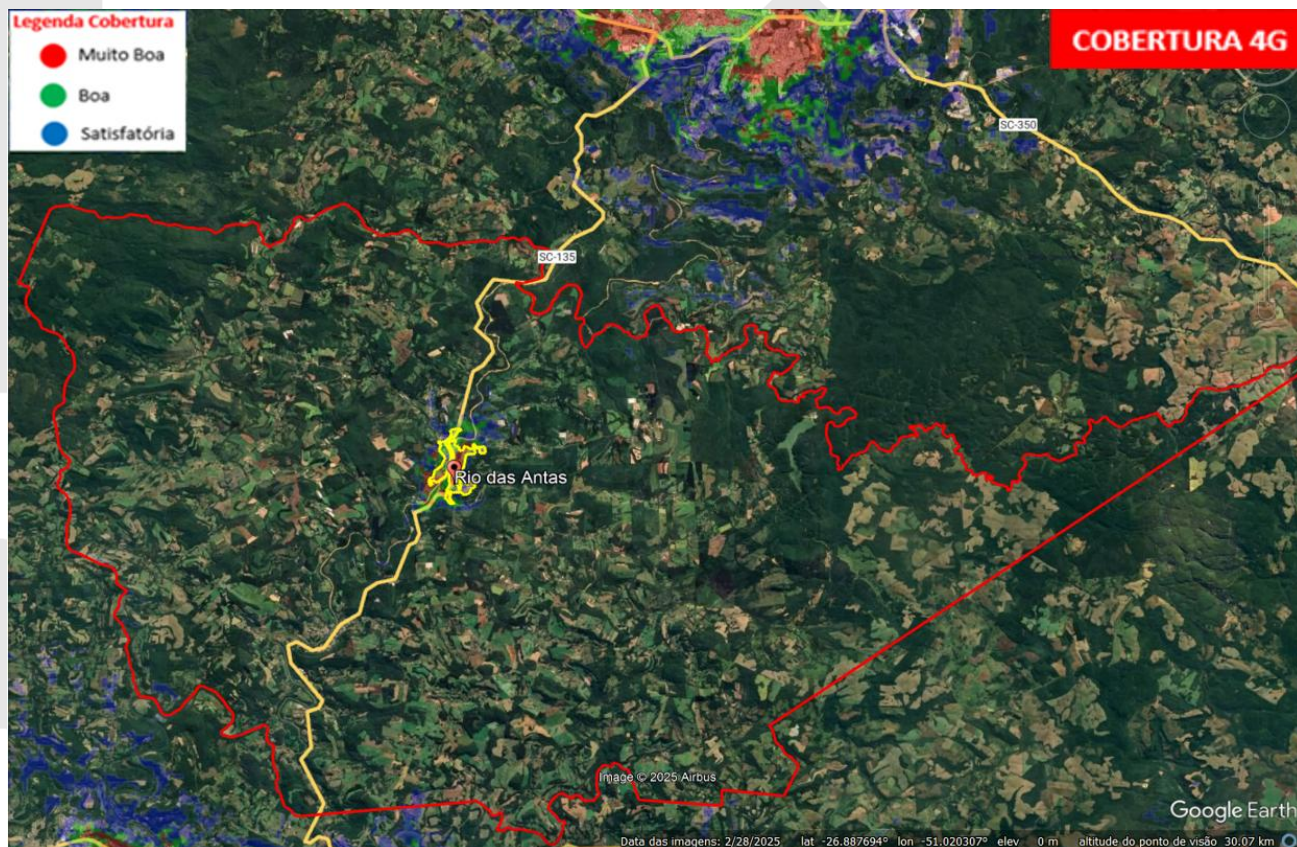 Legenda Cobertura
Muito Boa
Boa
Satisfatória
COBERTURA 4G
SC-350
SC-135
Rio das Antas
Image © 2025 Airbus
Google Earth
Data das imagens: 2/28/2025 lat -26.887694° lon -51.020307° elev 0 m altitude do ponto de visão 30.07 km